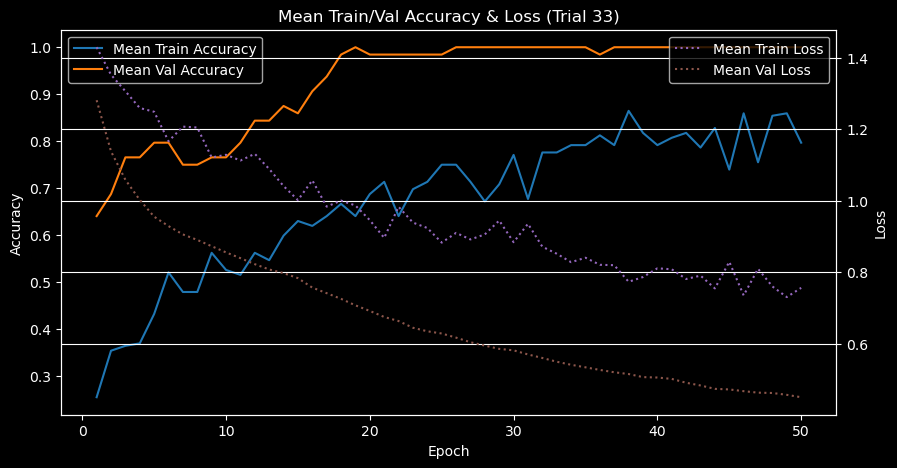 Mean Train/Val Accuracy & Loss (Trial 33)
Mean Train Accuracy
Mean Val Accuracy
Mean Train Loss
Mean Val Loss
1.0
0.9
0.8
0.7
0.6
0.5
0.4
0.3
Accuracy
1.4
1.2
1.0
0.8
0.6
Loss
0
10
20
30
40
50
Epoch